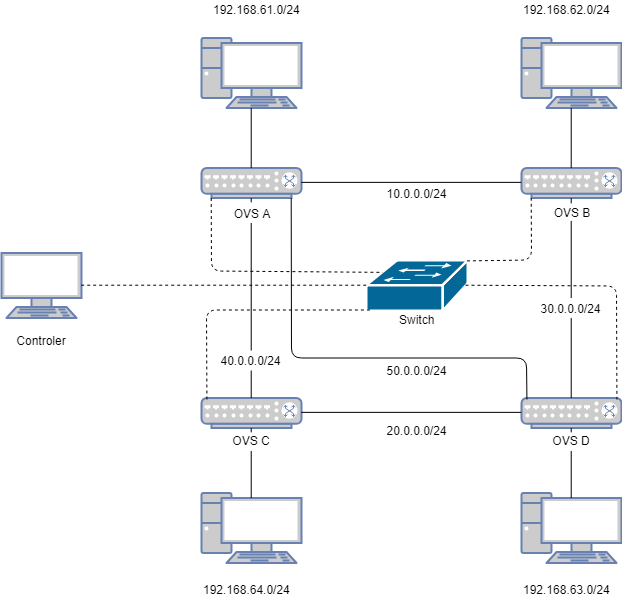 192.168.61.0/24
192.168.62.0/24
10.0.0.0/24
OVS A
OVS B
30.0.0.0/24
Switch
Controler
40.0.0.0/24
50.0.0.0/24
20.0.0.0/24
OVS C
OVS D
192.168.64.0/24
192.168.63.0/24